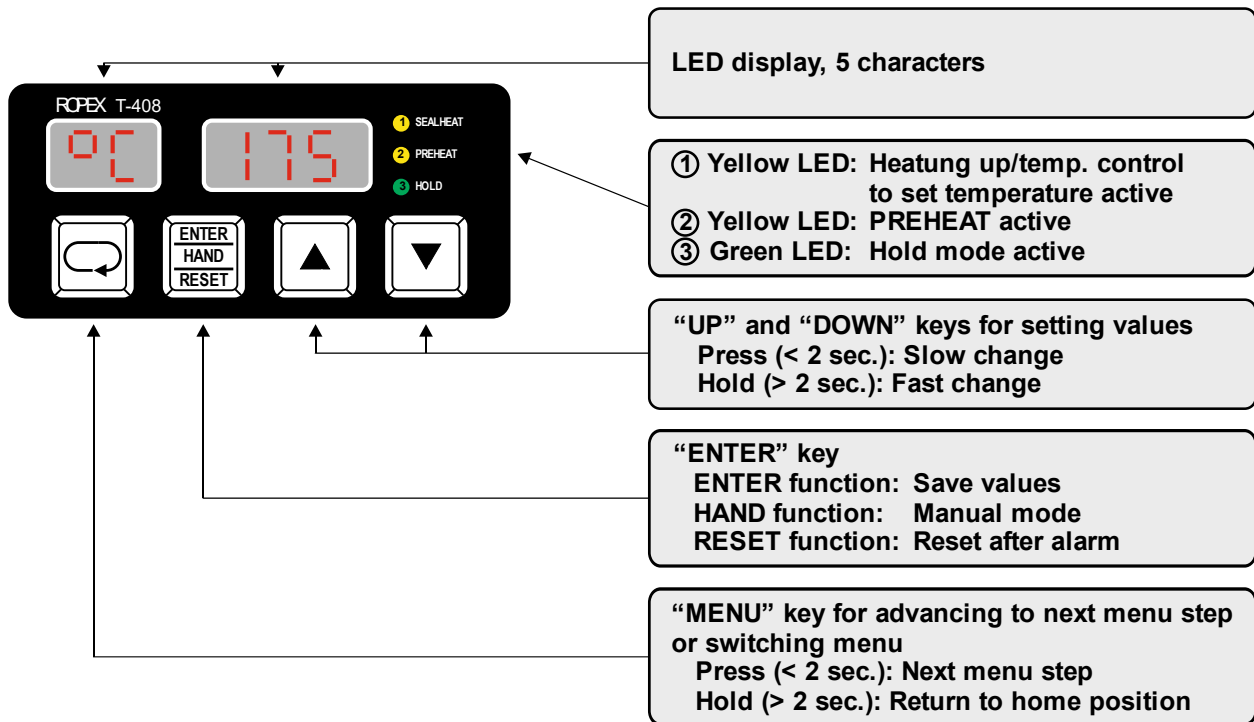 LED display, 5 characters
ROPEX T-408
°C 175
1 SEALHEAT
2 PREHEAT
3 HOLD
① Yellow LED: Heatung up/temp. control
to set temperature active
② Yellow LED: PREHEAT active
③ Green LED: Hold mode active
ENTER
HAND
RESET
▲
▼
“UP” and “DOWN” keys for setting values
Press (< 2 sec.): Slow change
Hold (> 2 sec.): Fast change
“ENTER” key
ENTER function: Save values
HAND function: Manual mode
RESET function: Reset after alarm
“MENU” key for advancing to next menu step
or switching menu
Press (< 2 sec.): Next menu step
Hold (> 2 sec.): Return to home position